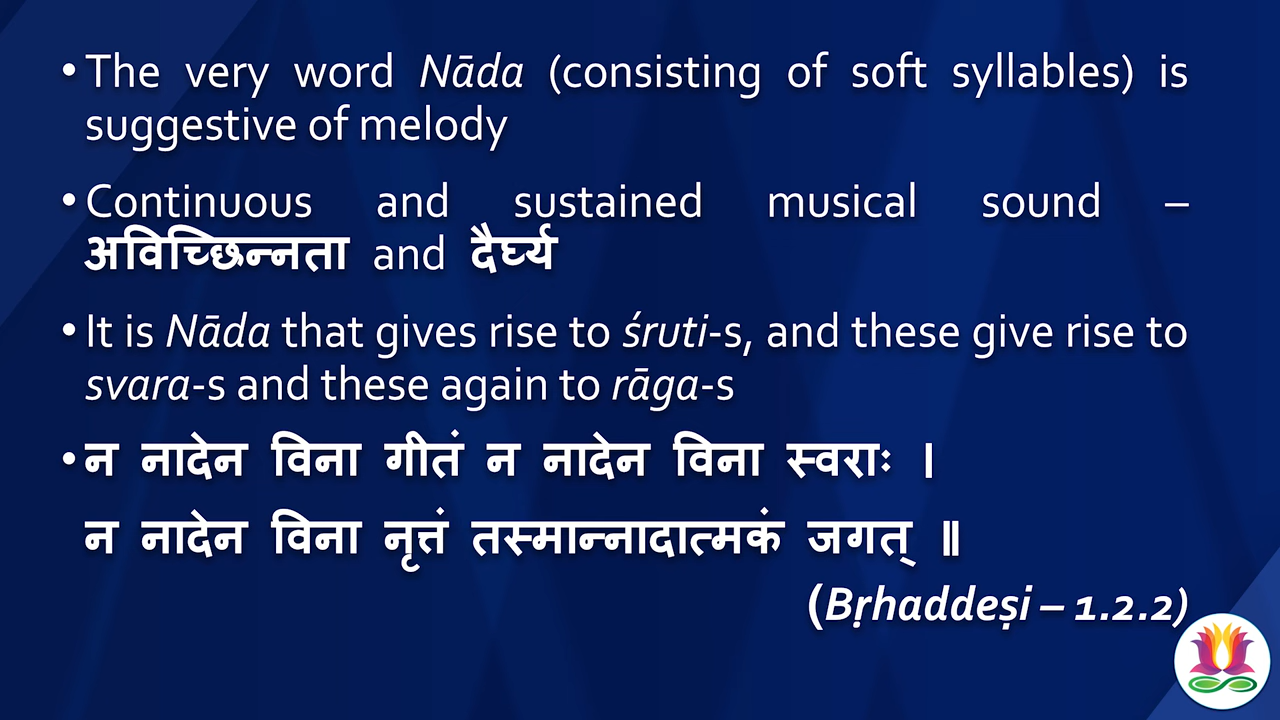 • The very word Nāda (consisting of soft syllables) is
suggestive of melody
• Continuous and sustained musical sound –
अविच्छिन्नता and दैर्घ्य
• It is Nāda that gives rise to śruti-s, and these give rise to
svara-s and these again to rāga-s
• न नादेन विना गीतं न नादेन विना स्वराः ।
न नादेन विना नृत्तं तस्मान्नादात्मकं जगत् ॥
(Bṛhaddeṣi – 1.2.2)